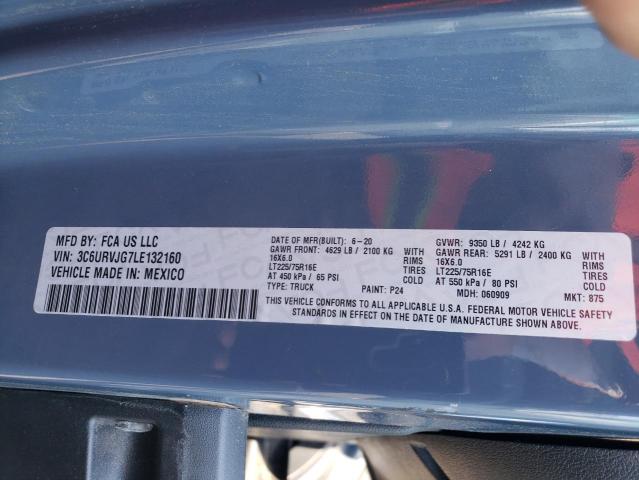 MFD BY: FCA US LLC
VIN: 3C6URVJG7LE132160
VEHICLE MADE IN: MEXICO
DATE OF MFR(BUILT): 6-20
GAWR FRONT: 4629 LB / 2100 KG WITH
16X6.0 RIMS
LT225/75R16E TIRES
AT 450 kPa / 65 PSI COLD
TYPE: TRUCK PAINT: P24
GVWR: 9350 LB / 4242 KG
GAWR REAR: 5291 LB / 2400 KG WITH
16X6.0 RIMS
LT225/75R16E TIRES
AT 550 kPa / 80 PSI COLD
MDH: 060909 MKT: 875
THIS VEHICLE CONFORMS TO ALL APPLICABLE U.S.A. FEDERAL MOTOR VEHICLE SAFETY
STANDARDS IN EFFECT ON THE DATE OF MANUFACTURE SHOWN ABOVE.